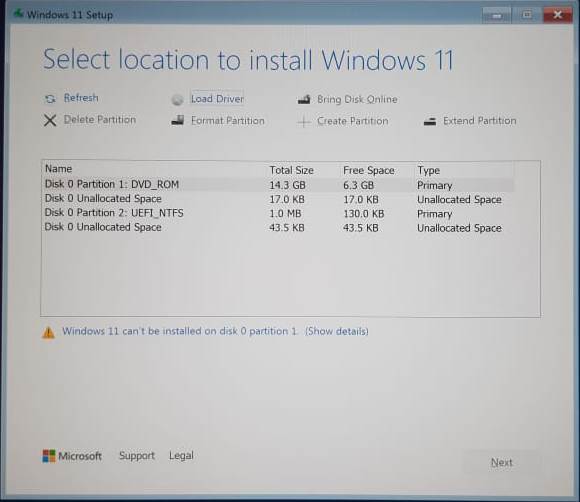 Windows 11 Setup
Select location to install Windows 11
Refresh Load Driver Bring Disk Online
Delete Partition Format Partition Create Partition Extend Partition
Name Total Size Free Space Type
Disk 0 Partition 1: DVD_ROM 14.3 GB 6.3 GB Primary
Disk 0 Unallocated Space 17.0 KB 17.0 KB Unallocated Space
Disk 0 Partition 2: UEFI_NTFS 1.0 MB 130.0 KB Primary
Disk 0 Unallocated Space 43.5 KB 43.5 KB Unallocated Space
Windows 11 can't be installed on disk 0 partition 1. (Show details)
Microsoft Support Legal Next